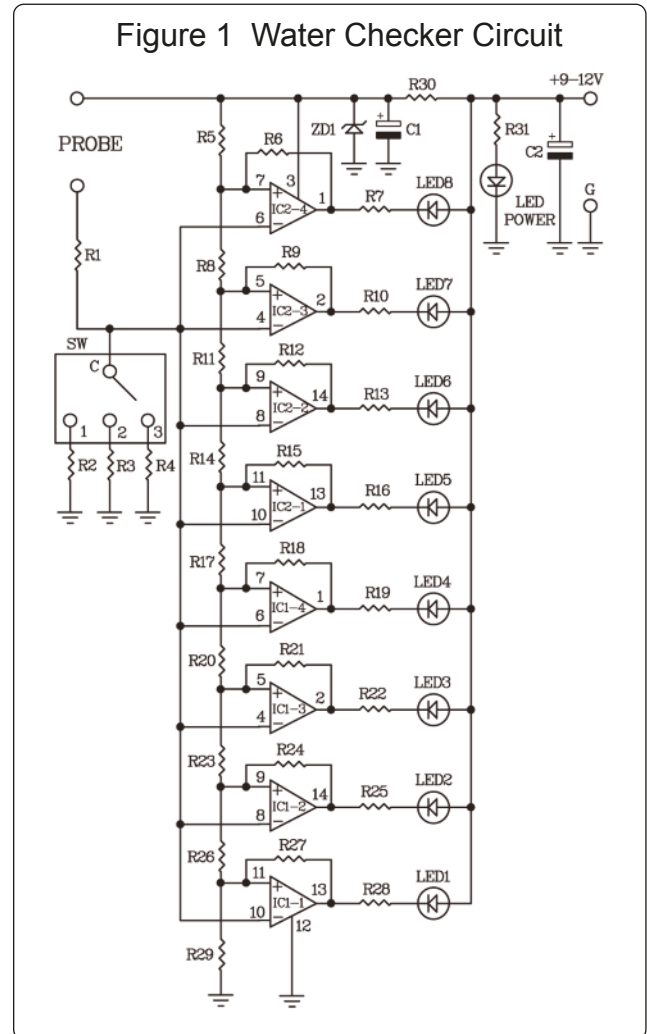 Figure 1 Water Checker Circuit
+9-12V
R30
R5
R6
ZD1
+
C1
R31
+
C2
PROBE
7
+
3
1
IC2-4
6
−
R7
LED8
LED
POWER
G
R1
R8
R9
5
+
2
IC2-3
4
−
R10
LED7
SW
C
1
2
3
R2
R3
R4
R11
R12
9
+
14
IC2-2
8
−
R13
LED6
R14
R15
11
+
13
IC2-1
10
−
R16
LED5
R17
R18
7
+
1
IC1-4
6
−
R19
LED4
R20
R21
5
+
2
IC1-3
4
−
R22
LED3
R23
R24
9
+
14
IC1-2
8
−
R25
LED2
R26
R27
11
+
13
IC1-1
10
−
12
R28
LED1
R29